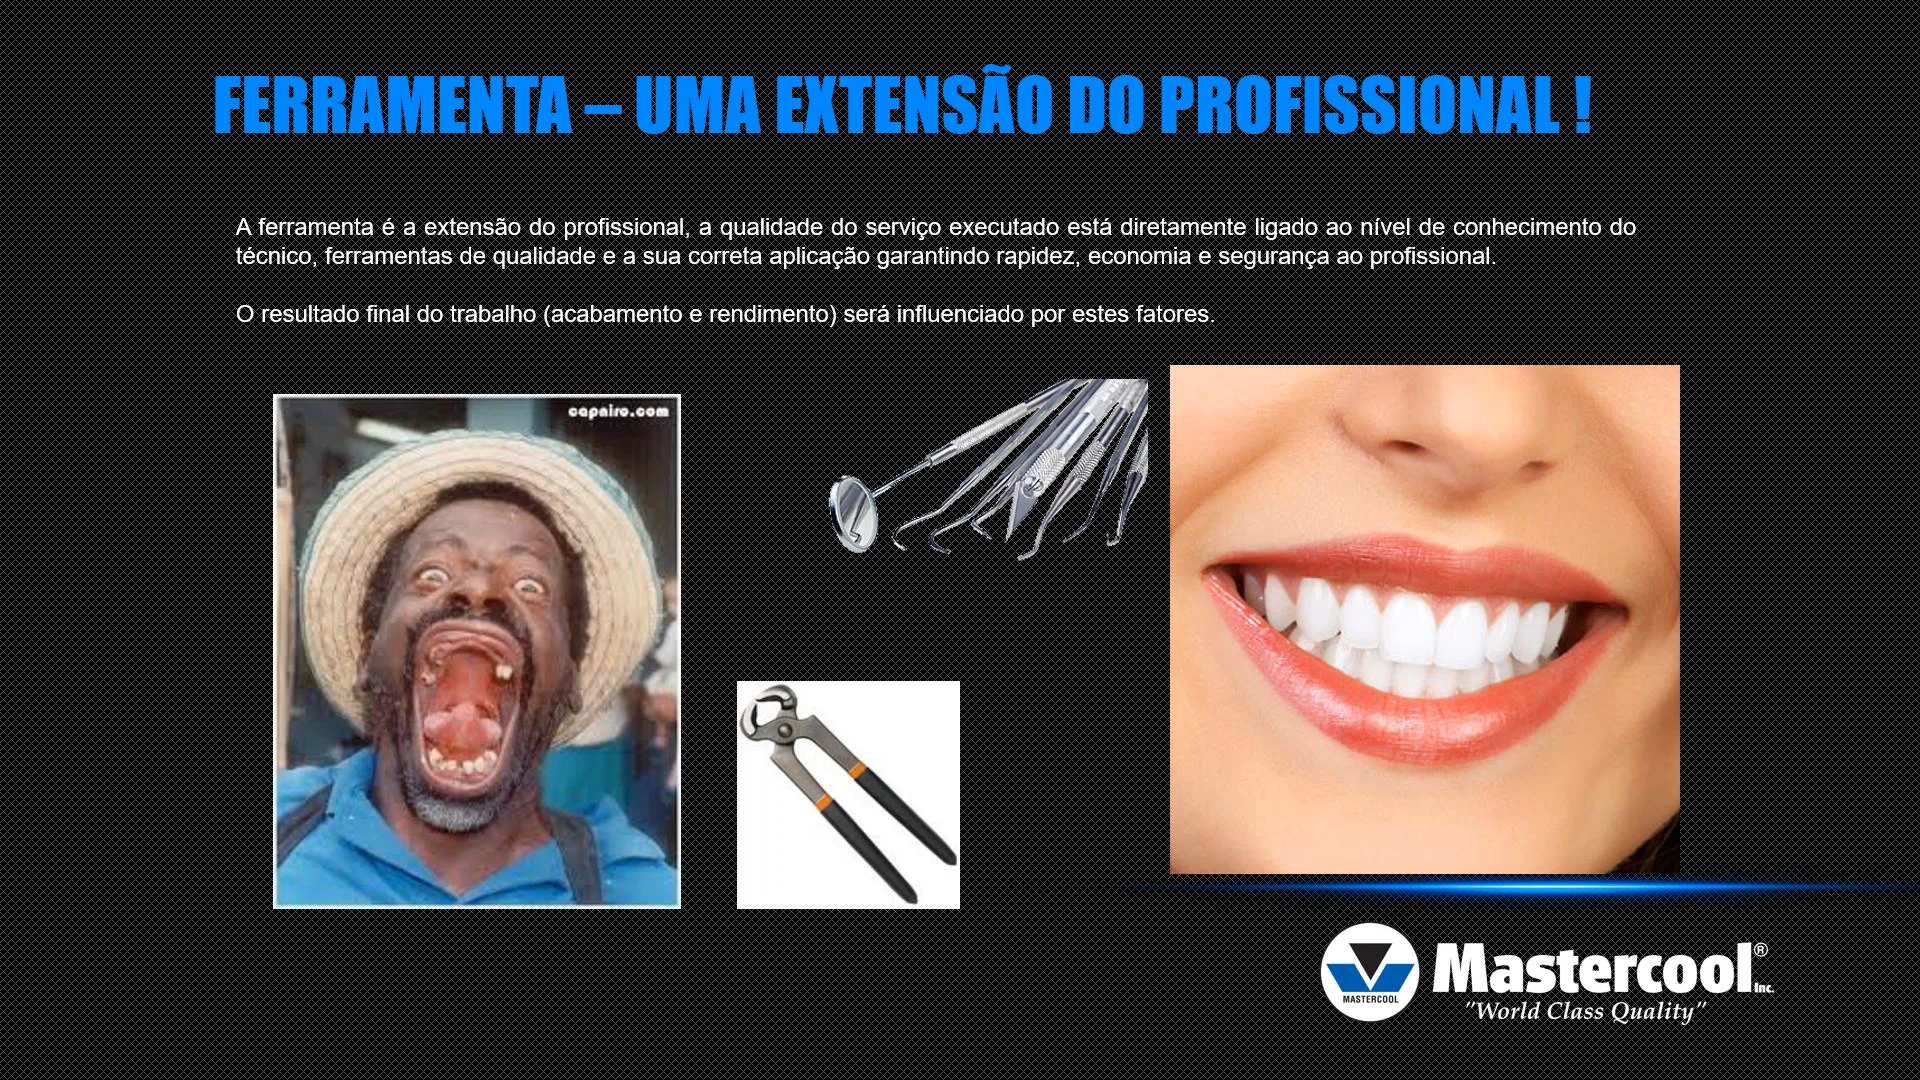 FERRAMENTA – UMA EXTENSÃO DO PROFISSIONAL !
A ferramenta é a extensão do profissional, a qualidade do serviço executado está diretamente ligado ao nível de conhecimento do
técnico, ferramentas de qualidade e a sua correta aplicação garantindo rapidez, economia e segurança ao profissional.
O resultado final do trabalho (acabamento e rendimento) será influenciado por estes fatores.
capairo.com
MASTERCOOL
Mastercool® Inc.
"World Class Quality"